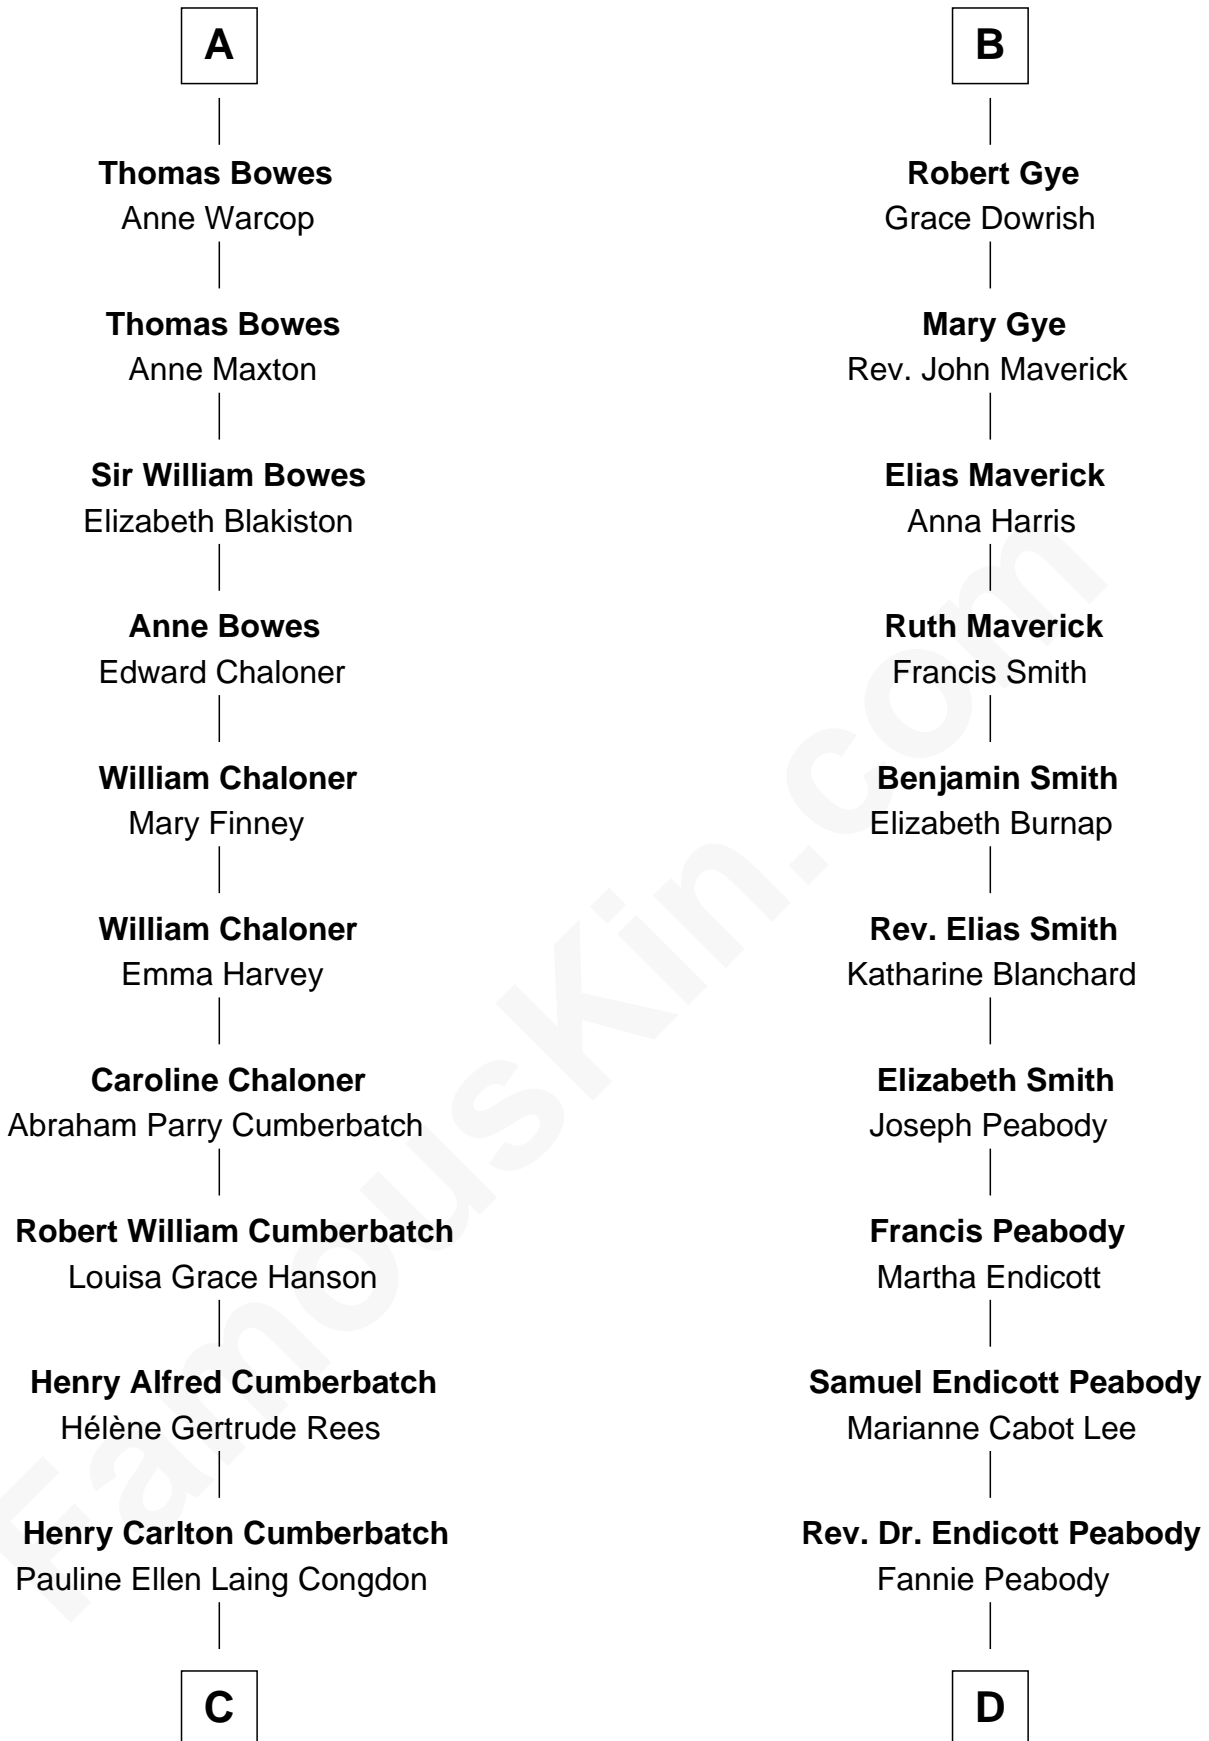 A
Thomas Bowes
Anne Warcop
Thomas Bowes
Anne Maxton
Sir William Bowes
Elizabeth Blakiston
Anne Bowes
Edward Chaloner
William Chaloner
Mary Finney
William Chaloner
Emma Harvey
Caroline Chaloner
Abraham Parry Cumberbatch
Robert William Cumberbatch
Louisa Grace Hanson
Henry Alfred Cumberbatch
Hélène Gertrude Rees
Henry Carlton Cumberbatch
Pauline Ellen Laing Congdon
C
B
Robert Gye
Grace Dowrish
Mary Gye
Rev. John Maverick
Elias Maverick
Anna Harris
Ruth Maverick
Francis Smith
Benjamin Smith
Elizabeth Burnap
Rev. Elias Smith
Katharine Blanchard
Elizabeth Smith
Joseph Peabody
Francis Peabody
Martha Endicott
Samuel Endicott Peabody
Marianne Cabot Lee
Rev. Dr. Endicott Peabody
Fannie Peabody
D
FamousKin.com